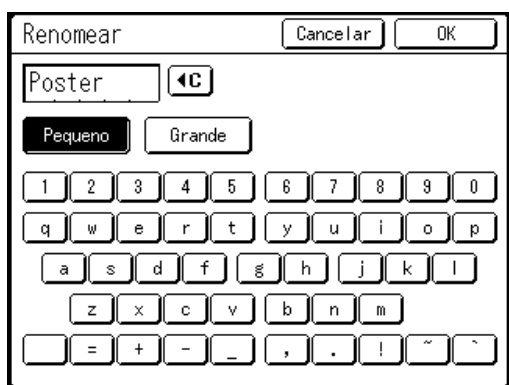 Renomear Cancelar OK
Poster C
Pequeno Grande
1 2 3 4 5 6 7 8 9 0
q w e r t y u i o p
a s d f g h j k l
z x c v b n m
= + - _ , . ! ~ `